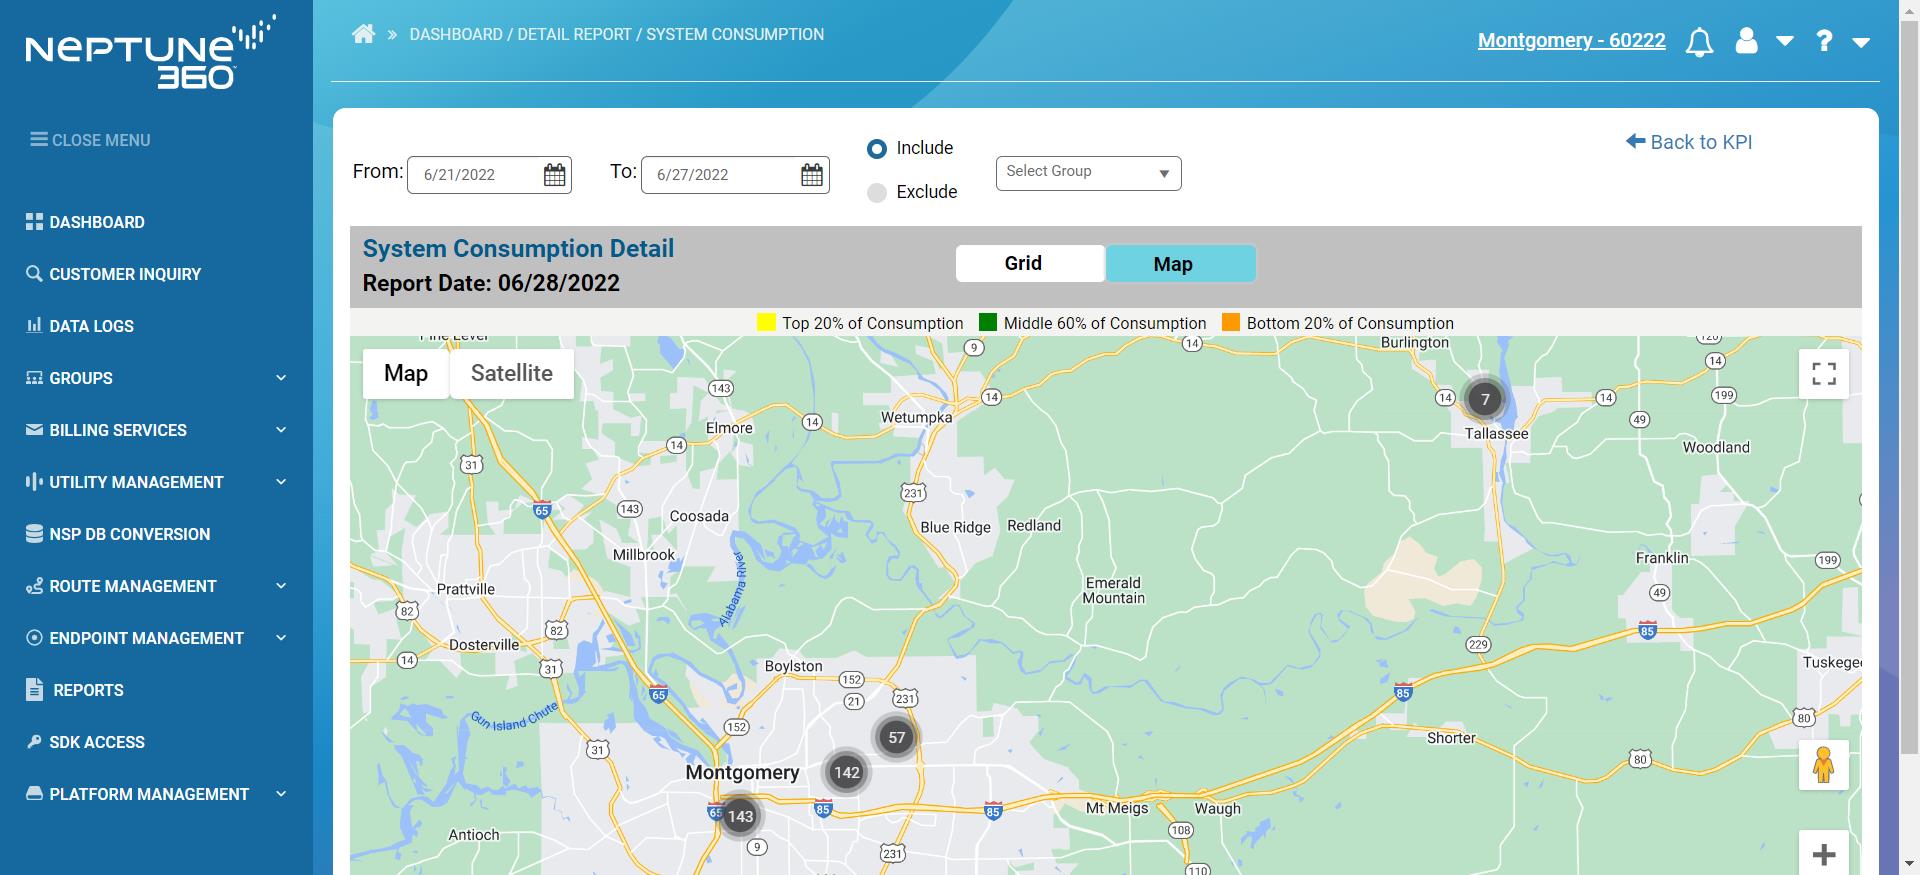 NEPTUNE
360
DASHBOARD / DETAIL REPORT / SYSTEM CONSUMPTION
Montgomery - 60222
?
CLOSE MENU
DASHBOARD
CUSTOMER INQUIRY
DATA LOGS
GROUPS
BILLING SERVICES
UTILITY MANAGEMENT
NSP DB CONVERSION
ROUTE MANAGEMENT
ENDPOINT MANAGEMENT
REPORTS
SDK ACCESS
PLATFORM MANAGEMENT
From: 6/21/2022
To: 6/27/2022
Include
Exclude
Select Group
Back to KPI
System Consumption Detail
Report Date: 06/28/2022
Grid
Map
Top 20% of Consumption
Middle 60% of Consumption
Bottom 20% of Consumption
Map
Satellite
9
14
Burlington
14
143
14
7
14
199
Wetumpka
14
14
49
Elmore
14
Tallassee
Woodland
14
31
231
65
143
Coosada
Blue Ridge
Redland
Millbrook
Franklin
199
Alabama River
Prattville
Emerald
Mountain
49
82
82
85
Dosterville
229
14
31
Boylston
152
Tuskegee
65
21
231
85
Gun Island Chute
152
80
57
31
Shorter
80
Montgomery
142
65
143
85
85
Mt Meigs
Waugh
Antioch
108
9
231
110